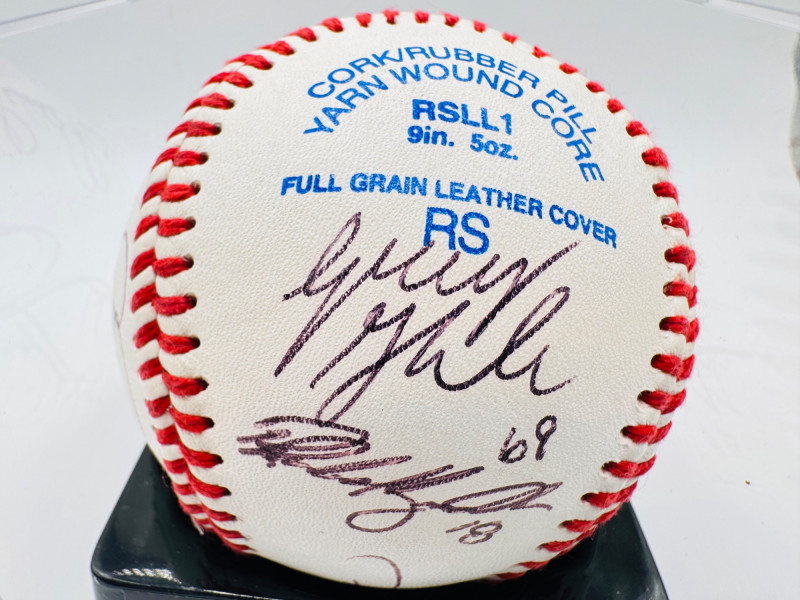 CORK/RUBBER PILL
YARN WOUND CORE
RSLL1
9in. 5oz.
FULL GRAIN LEATHER COVER
RS
69
18